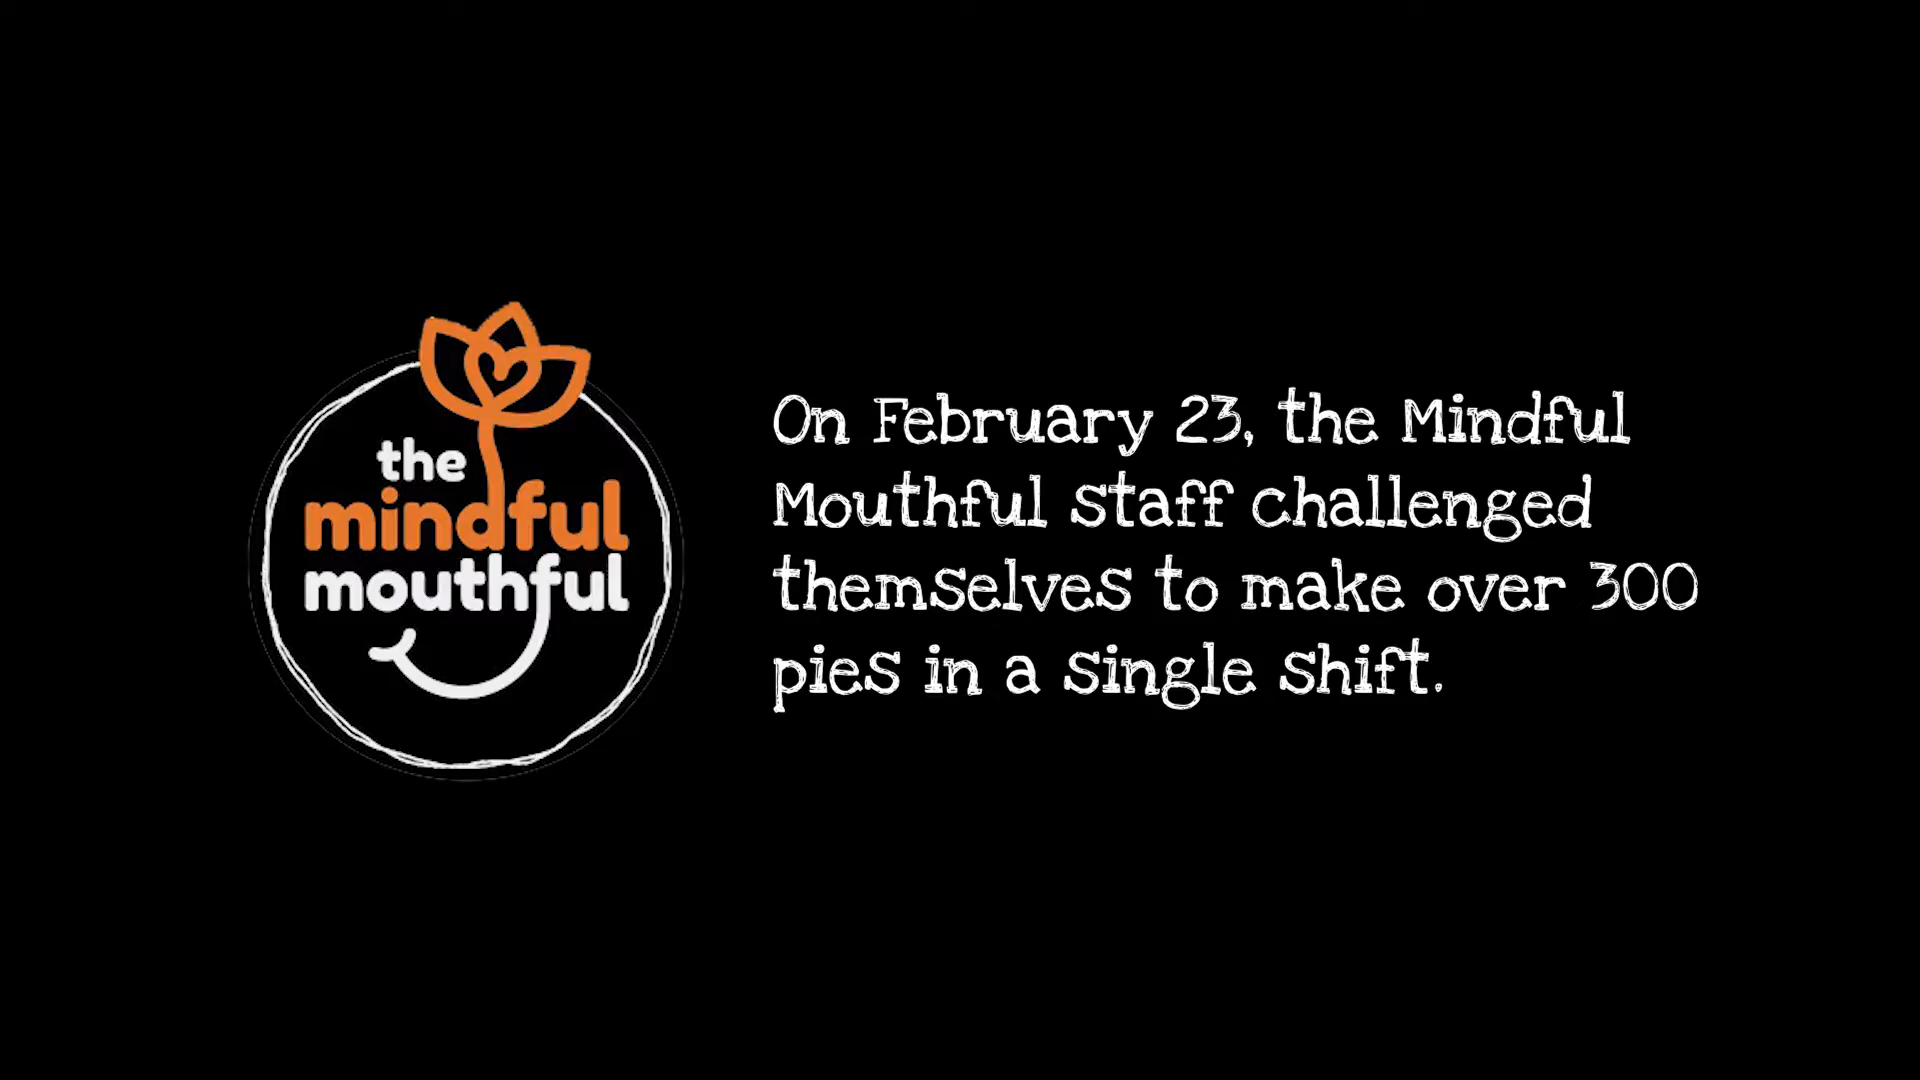 the
mindful
mouthful
On February 23, the Mindful
Mouthful staff challenged
themselves to make over 300
pies in a single shift.